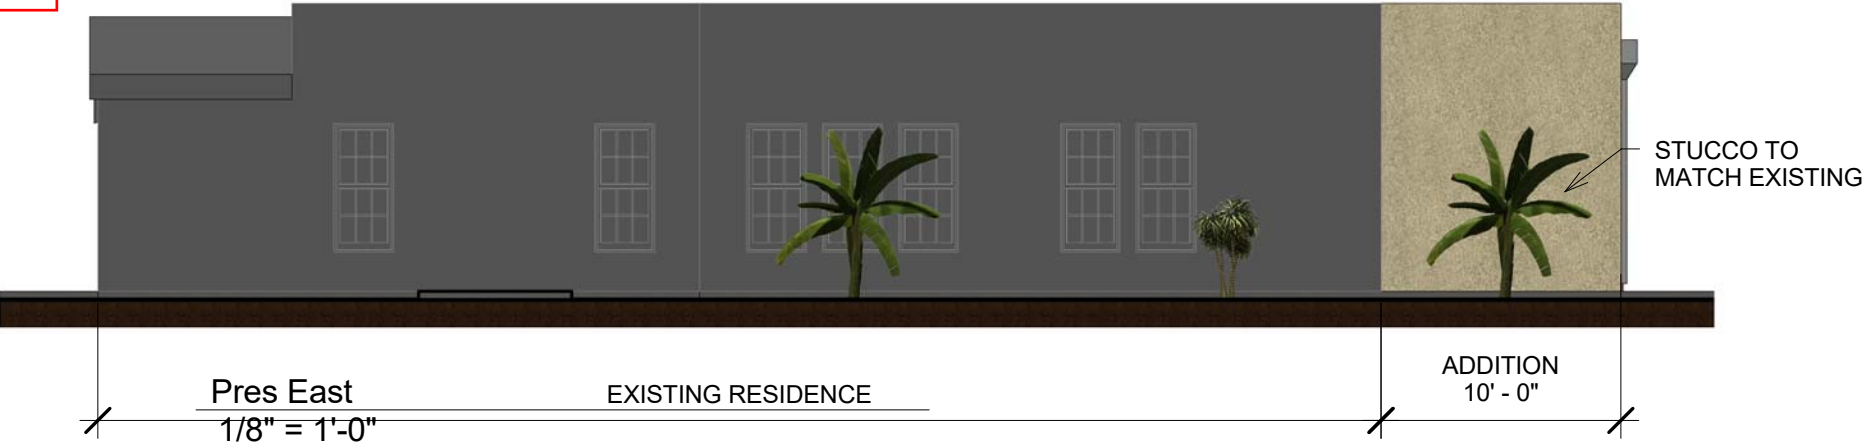 STUCCO TO
MATCH EXISTING
ADDITION
10' - 0"
Pres East
EXISTING RESIDENCE
1/8" = 1'-0"